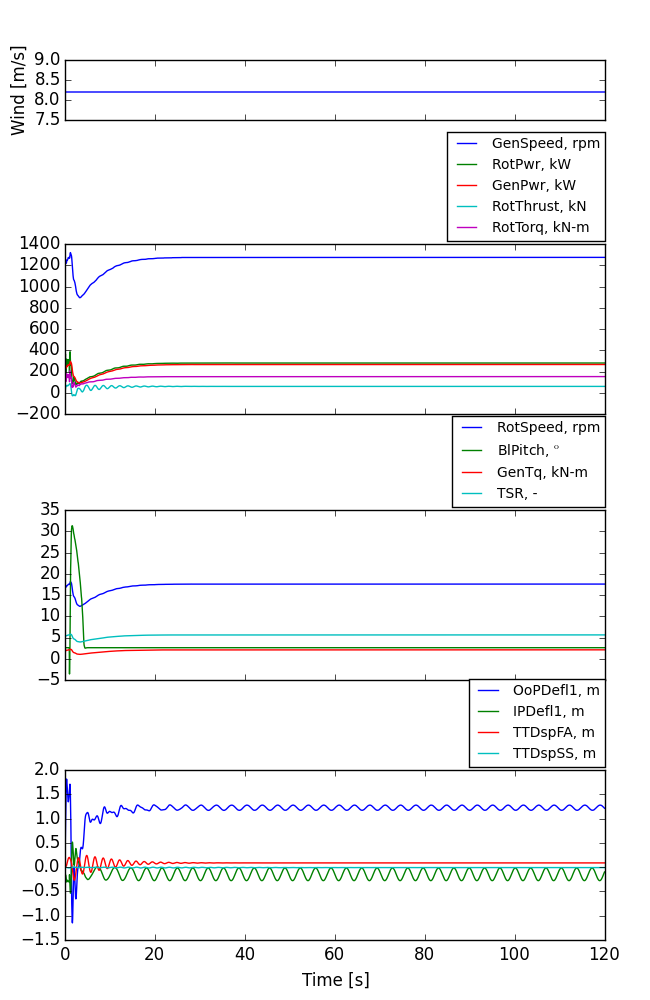 Wind [m/s]
9.0
8.5
8.0
7.5
GenSpeed, rpm
RotPwr, kW
GenPwr, kW
RotThrust, kN
RotTorq, kN-m
1400
1200
1000
800
600
400
200
0
−200
RotSpeed, rpm
BlPitch, °
GenTq, kN-m
TSR, -
35
30
25
20
15
10
5
0
−5
OoPDefl1, m
IPDefl1, m
TTDspFA, m
TTDspSS, m
2.0
1.5
1.0
0.5
0.0
−0.5
−1.0
−1.5
0 20 40 60 80 100 120
Time [s]